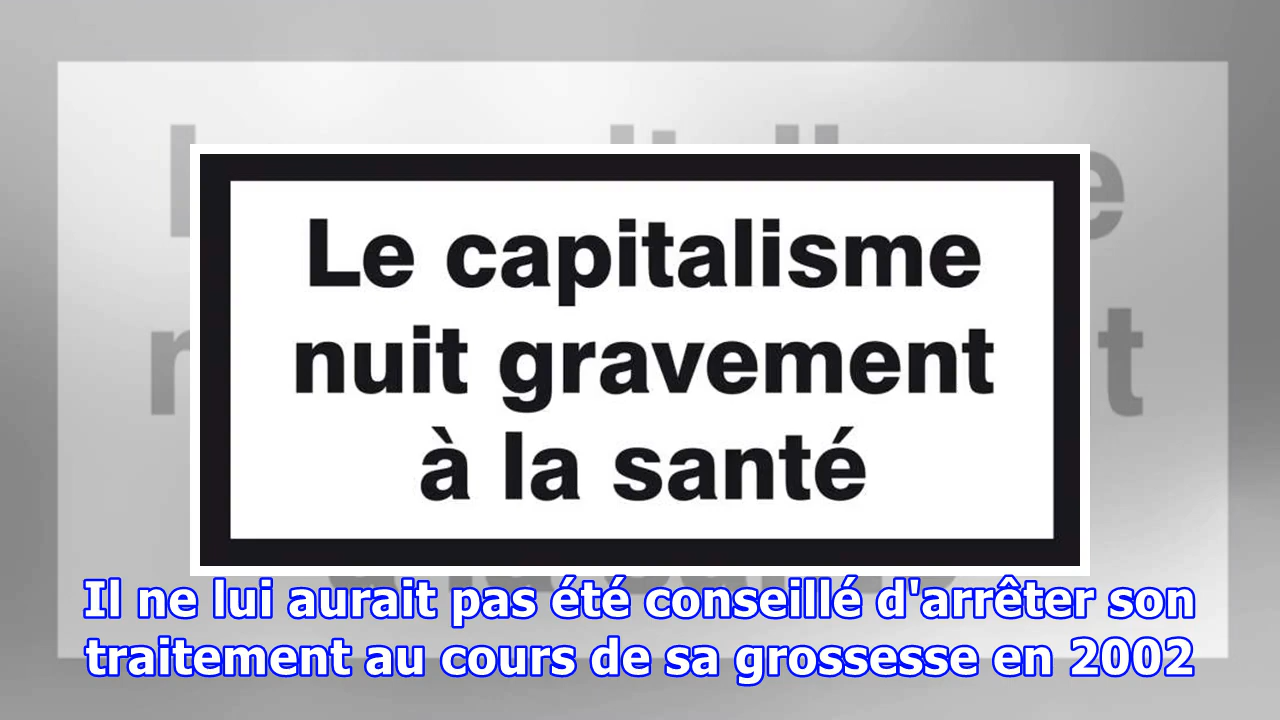 Le capitalisme
nuit gravement
à la santé
Il ne lui aurait pas été conseillé d'arrêter son
traitement au cours de sa grossesse en 2002